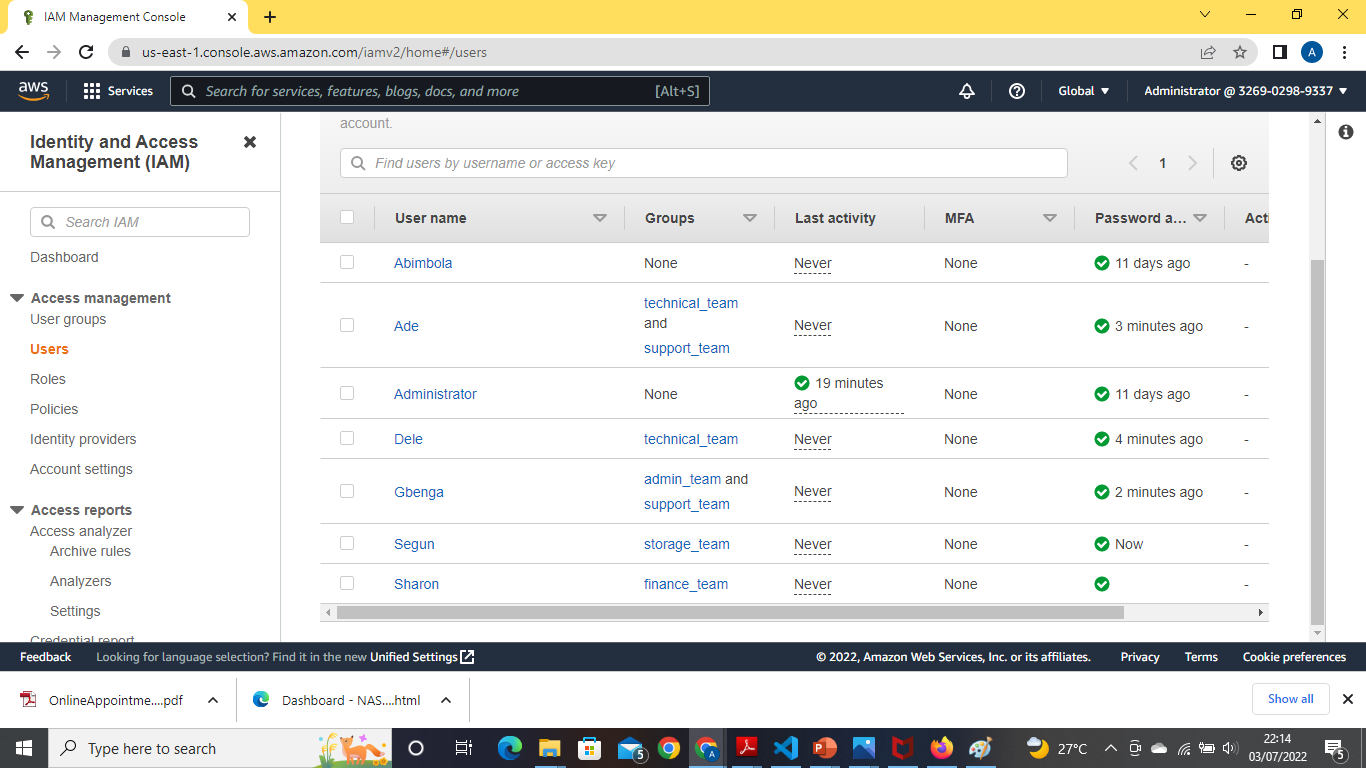 IAM Management Console
us-east-1.console.aws.amazon.com/iamv2/home#/users
A
aws
Services
Search for services, features, blogs, docs, and more
[Alt+S]
Global
Administrator @ 3269-0298-9337
Identity and Access
Management (IAM)
Search IAM
Dashboard
Access management
User groups
Users
Roles
Policies
Identity providers
Account settings
Access reports
Access analyzer
Archive rules
Analyzers
Settings
Credential report
account.
Find users by username or access key
1
User name Groups Last activity MFA Password a... Acti
Abimbola None Never None 11 days ago -
Ade technical_team and support_team Never None 3 minutes ago -
Administrator None 19 minutes ago None 11 days ago -
Dele technical_team Never None 4 minutes ago -
Gbenga admin_team and support_team Never None 2 minutes ago -
Segun storage_team Never None Now -
Sharon finance_team Never None -
Feedback Looking for language selection? Find it in the new Unified Settings
© 2022, Amazon Web Services, Inc. or its affiliates. Privacy Terms Cookie preferences
OnlineAppointme....pdf
Dashboard - NAS....html
Show all
Type here to search
5
A
27°C
22:14
03/07/2022
5